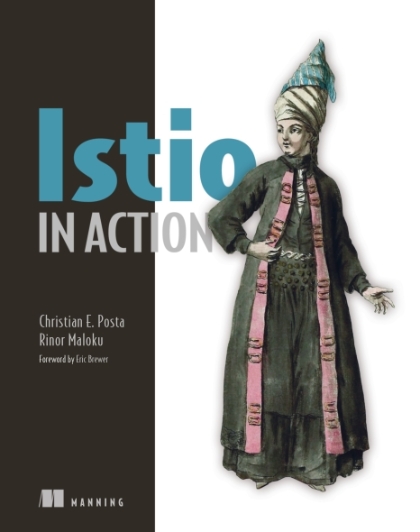 Istio
IN ACTION
Christian E. Posta
Rinor Maloku
Foreword by Eric Brewer
MANNING